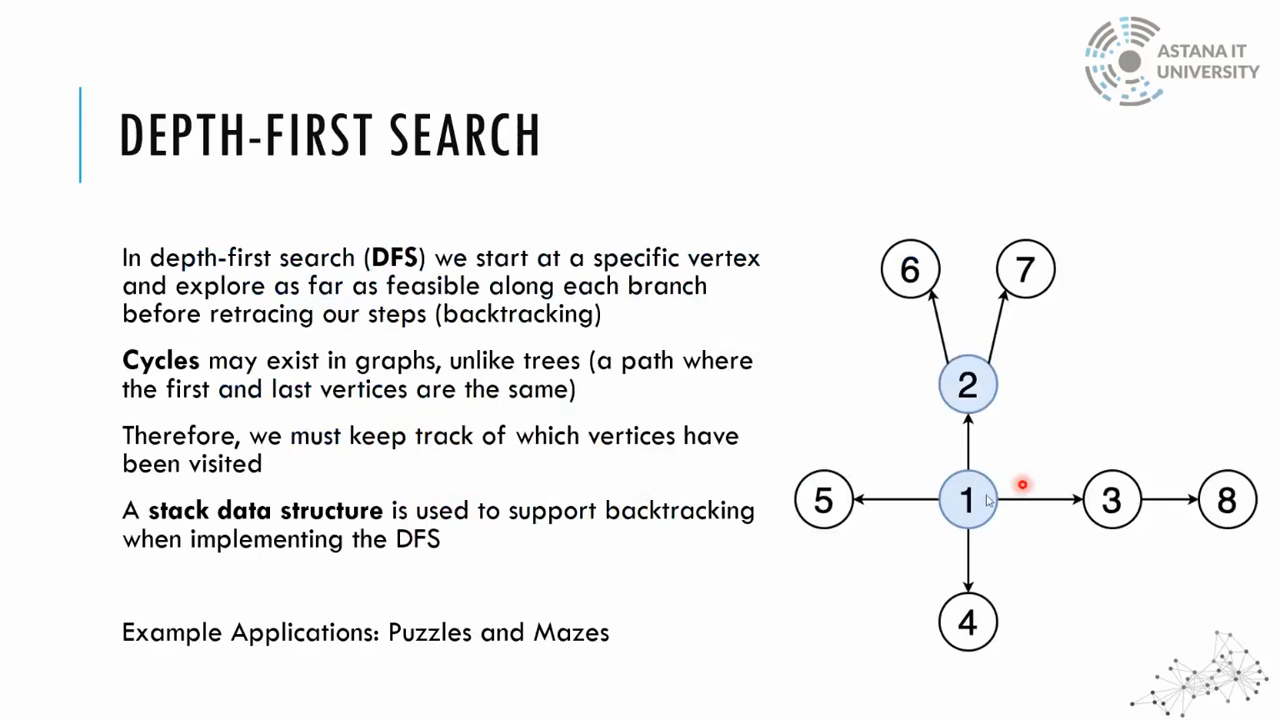 ASTANA IT
UNIVERSITY
DEPTH-FIRST SEARCH
In depth-first search (DFS) we start at a specific vertex
and explore as far as feasible along each branch
before retracing our steps (backtracking)
Cycles may exist in graphs, unlike trees (a path where
the first and last vertices are the same)
Therefore, we must keep track of which vertices have
been visited
A stack data structure is used to support backtracking
when implementing the DFS
Example Applications: Puzzles and Mazes
6 7
2
5 1 3 8
4